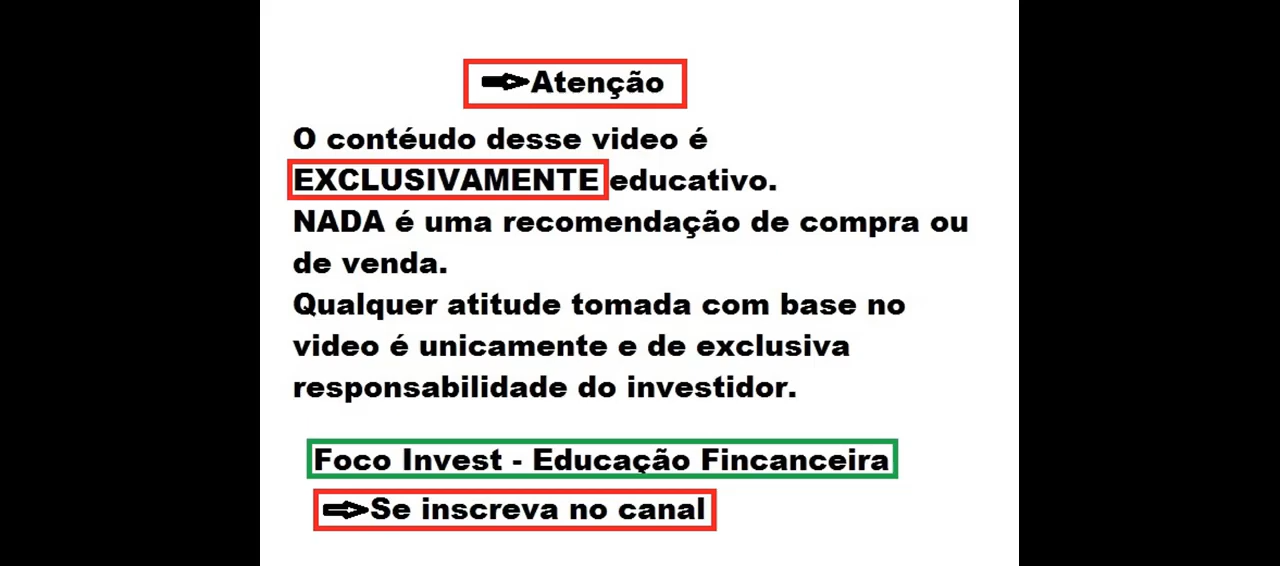 Atenção
O contéudo desse video é
EXCLUSIVAMENTE educativo.
NADA é uma recomendação de compra ou
de venda.
Qualquer atitude tomada com base no
video é unicamente e de exclusiva
responsabilidade do investidor.
Foco Invest - Educação Fincanceira
Se inscreva no canal